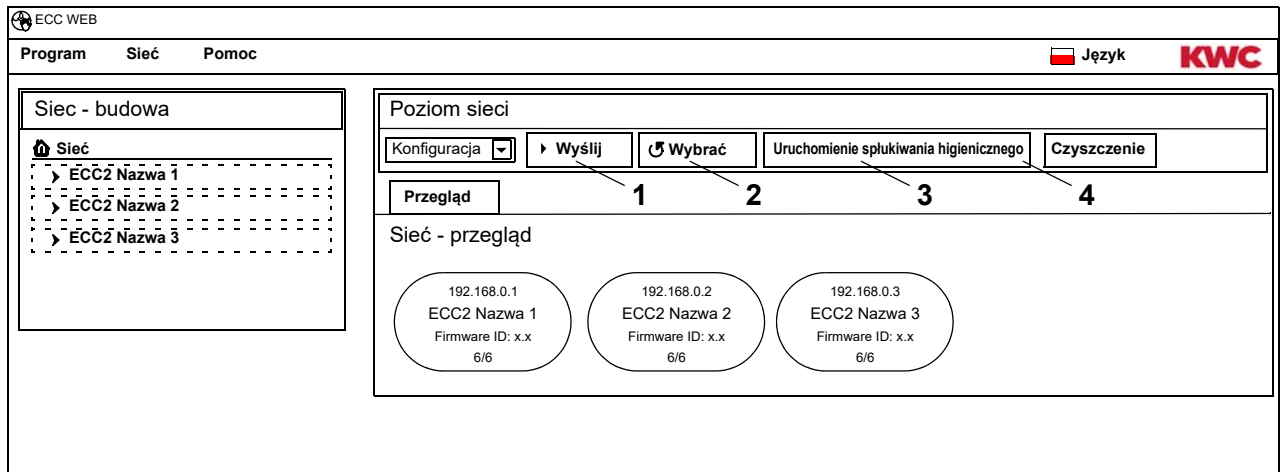 ECC WEB
Program Sieć Pomoc Język KWC
Siec - budowa
Sieć
ECC2 Nazwa 1
ECC2 Nazwa 2
ECC2 Nazwa 3
Poziom sieci
Konfiguracja Wyślij Wybrać Uruchomienie spłukiwania higienicznego Czyszczenie
1 2 3 4
Przegląd
Sieć - przegląd
192.168.0.1
ECC2 Nazwa 1
Firmware ID: x.x
6/6
192.168.0.2
ECC2 Nazwa 2
Firmware ID: x.x
6/6
192.168.0.3
ECC2 Nazwa 3
Firmware ID: x.x
6/6